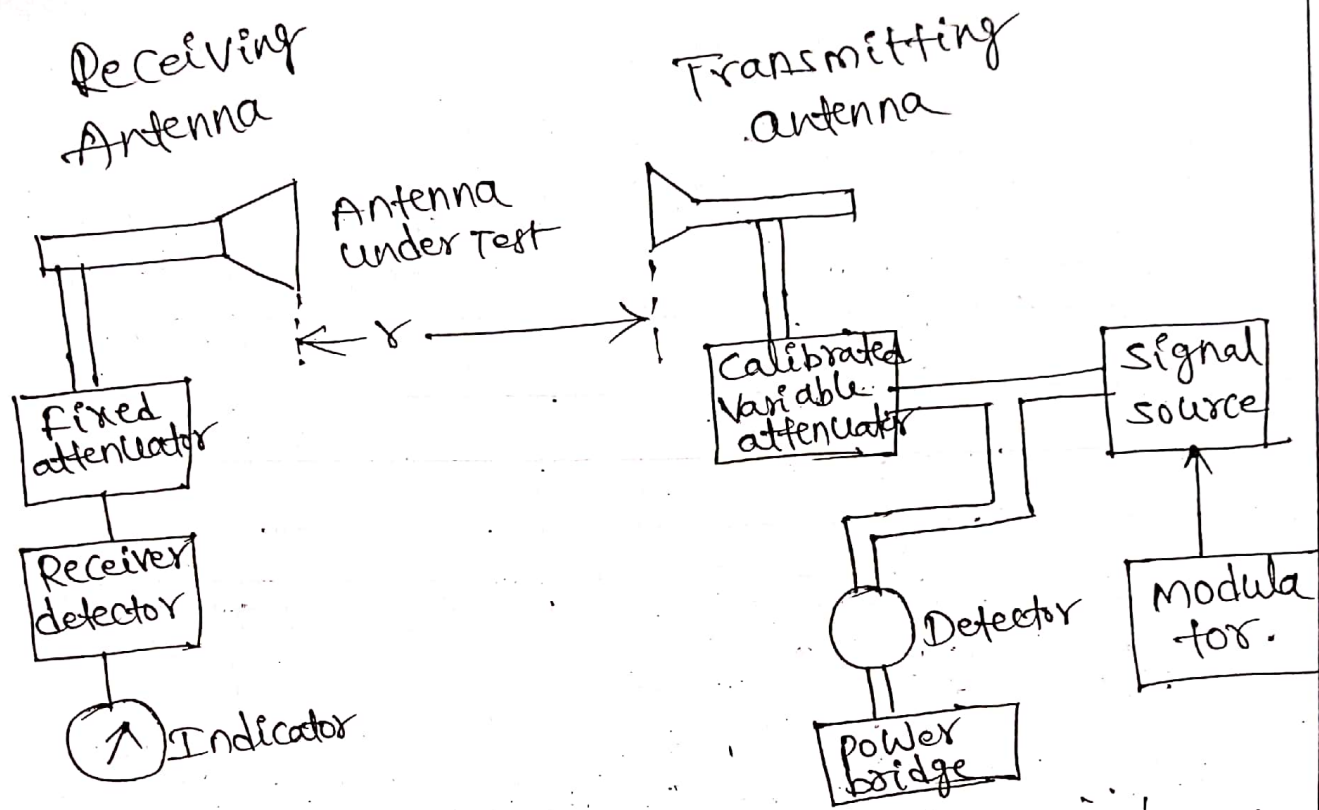 Receiving
Antenna
Transmitting
antenna
Antenna
under Test
r
Fixed
attenuator
Receiver
detector
Indicator
Calibrated
Variable
attenuator
Signal
source
Modula
tor.
Detector
Power
bridge